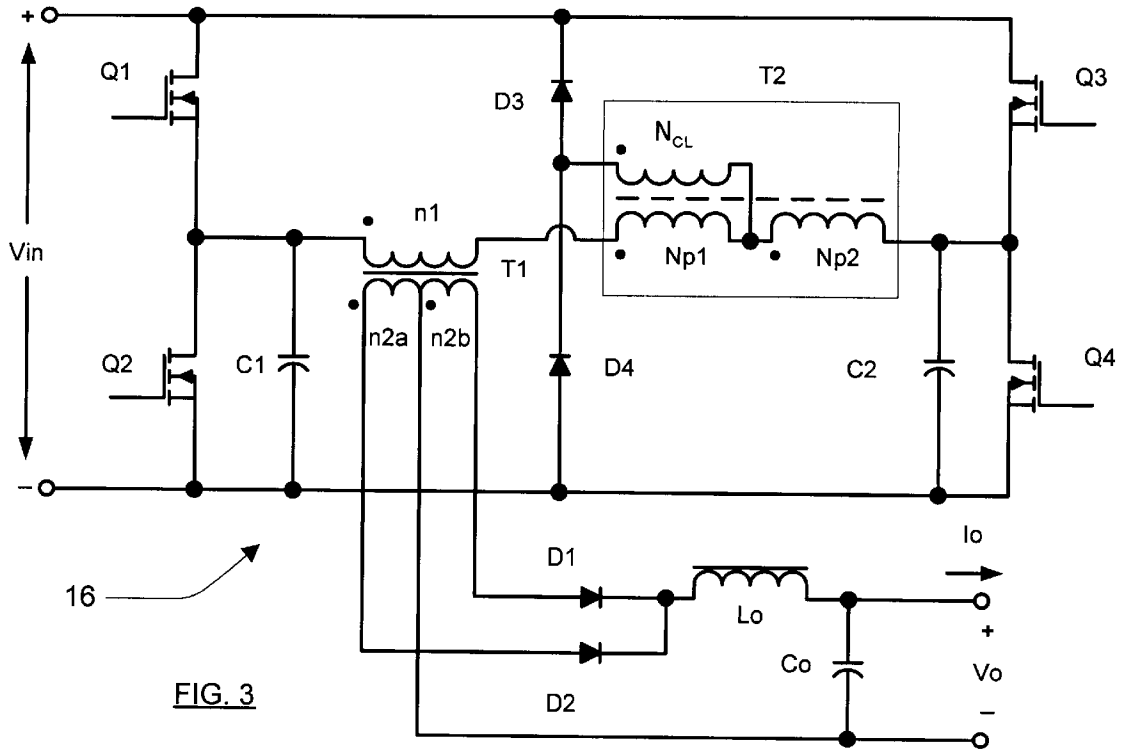 +
Q1
Q3
T2
D3
N_CL
n1
Vin
T1
Np1
Np2
n2a
n2b
Q2
C1
D4
C2
Q4
−
Io
D1
16
Lo
+
Co
Vo
FIG. 3
D2
−